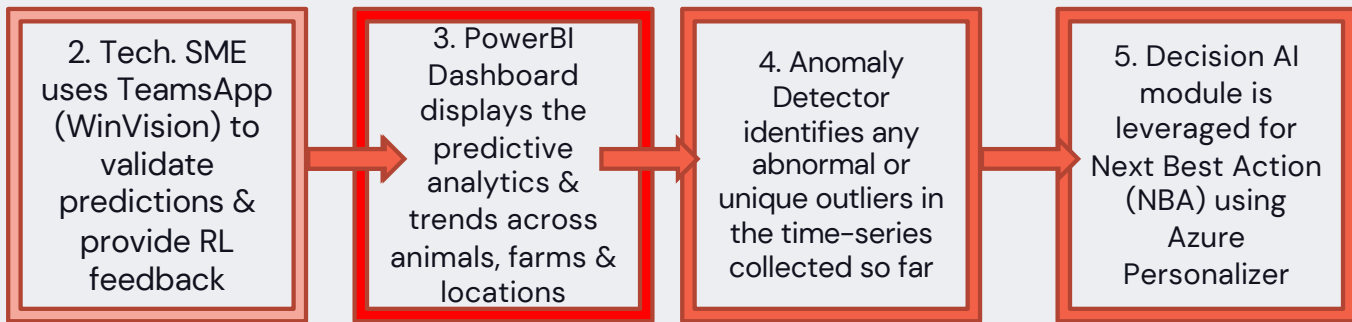 2. Tech. SME
uses TeamsApp
(WinVision) to
validate
predictions &
provide RL
feedback
3. PowerBI
Dashboard
displays the
predictive
analytics &
trends across
animals, farms &
locations
4. Anomaly
Detector
identifies any
abnormal or
unique outliers in
the time-series
collected so far
5. Decision AI
module is
leveraged for
Next Best Action
(NBA) using
Azure
Personalizer